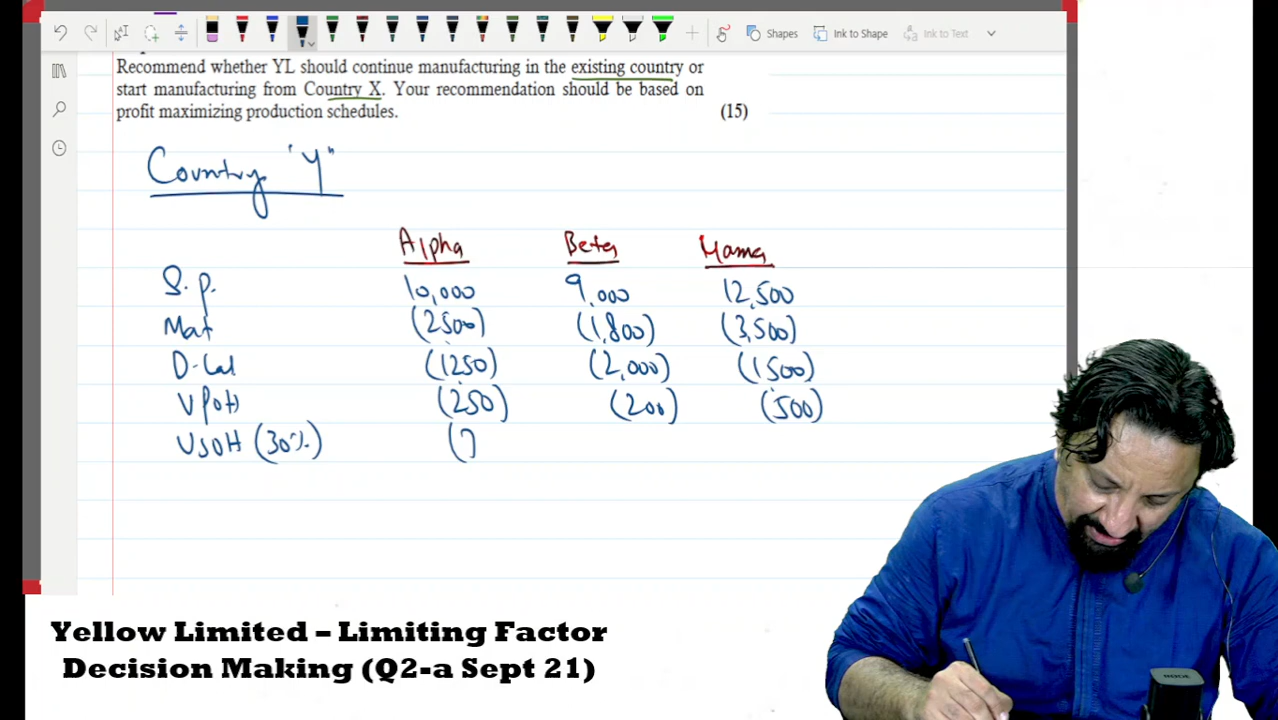 Ink to Shape
Ink to Text
Shapes
Recommend whether YL should continue manufacturing in the existing country or
start manufacturing from Country X. Your recommendation should be based on
profit maximizing production schedules. (15)
Country "Y"
Alpha Beta Gama
S.p. 10,000 9,000 12,500
Mat (2500) (1,800) (3,500)
D-Lab (1250) (2,000) (1500)
VPOH (250) (200) (500)
VSOH (30%) (7
Yellow Limited – Limiting Factor
Decision Making (Q2-a Sept 21)